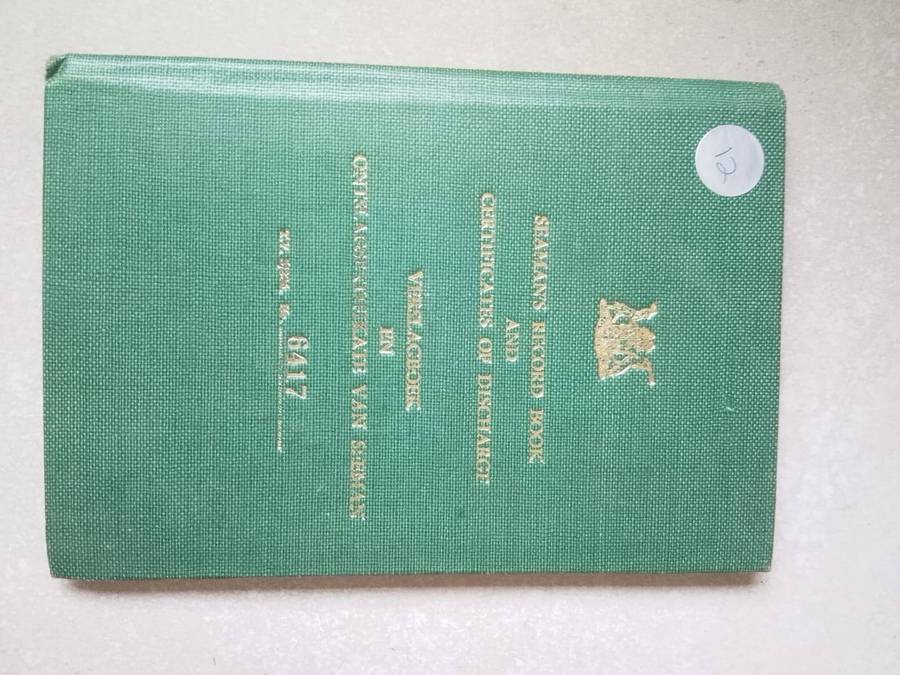 12
SEAMAN'S RECORD BOOK
AND
CERTIFICATES OF DISCHARGE
VERSLAGBOEK
EN
ONTSLAGSERTIFIKATE VAN SEEMAN
6417